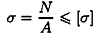 σ = N/A ⩽ [σ]